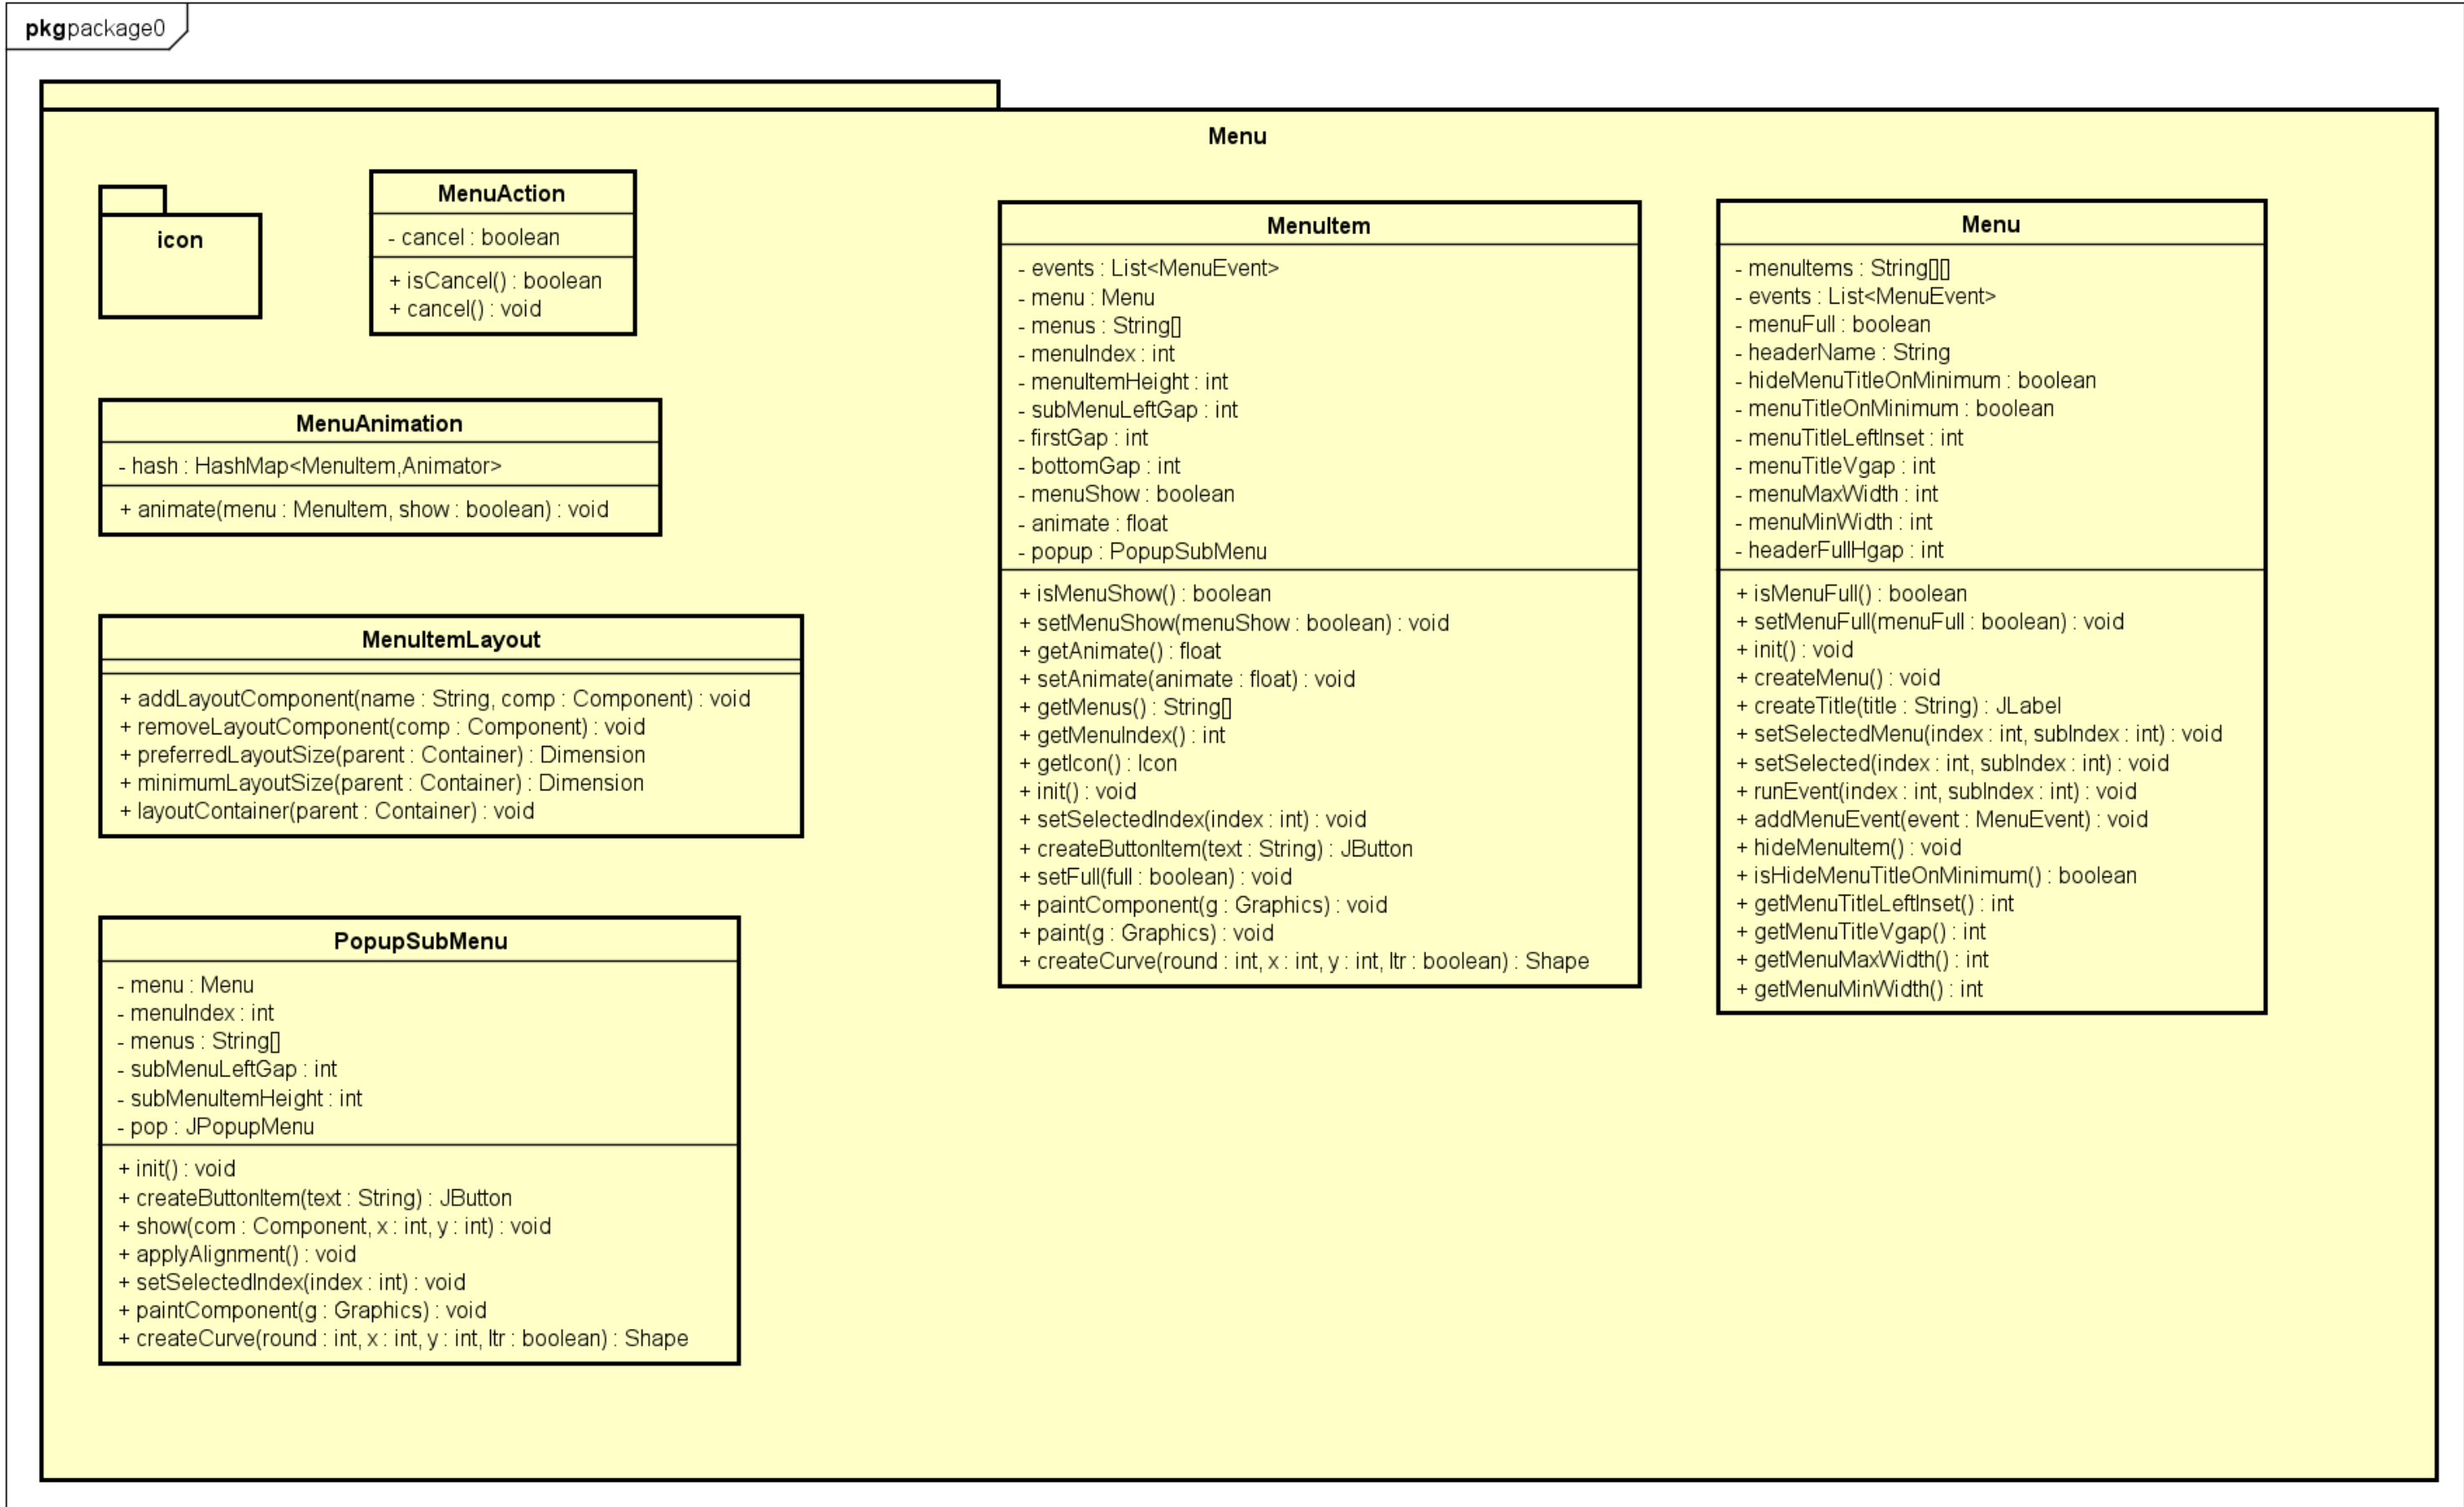 pkgpackage0
Menu
icon
MenuAction
- cancel : boolean
+ isCancel() : boolean
+ cancel() : void
MenuAnimation
- hash : HashMap<MenuItem,Animator>
+ animate(menu : MenuItem, show : boolean) : void
MenuItemLayout
+ addLayoutComponent(name : String, comp : Component) : void
+ removeLayoutComponent(comp : Component) : void
+ preferredLayoutSize(parent : Container) : Dimension
+ minimumLayoutSize(parent : Container) : Dimension
+ layoutContainer(parent : Container) : void
PopupSubMenu
- menu : Menu
- menuIndex : int
- menus : String[]
- subMenuLeftGap : int
- subMenuItemHeight : int
- pop : JPopupMenu
+ init() : void
+ createButtonItem(text : String) : JButton
+ show(com : Component, x : int, y : int) : void
+ applyAlignment() : void
+ setSelectedIndex(index : int) : void
+ paintComponent(g : Graphics) : void
+ createCurve(round : int, x : int, y : int, ltr : boolean) : Shape
MenuItem
- events : List<MenuEvent>
- menu : Menu
- menus : String[]
- menuIndex : int
- menuItemHeight : int
- subMenuLeftGap : int
- firstGap : int
- bottomGap : int
- menuShow : boolean
- animate : float
- popup : PopupSubMenu
+ isMenuShow() : boolean
+ setMenuShow(menuShow : boolean) : void
+ getAnimate() : float
+ setAnimate(animate : float) : void
+ getMenus() : String[]
+ getMenuIndex() : int
+ getIcon() : Icon
+ init() : void
+ setSelectedIndex(index : int) : void
+ createButtonItem(text : String) : JButton
+ setFull(full : boolean) : void
+ paintComponent(g : Graphics) : void
+ paint(g : Graphics) : void
+ createCurve(round : int, x : int, y : int, ltr : boolean) : Shape
Menu
- menuItems : String[][]
- events : List<MenuEvent>
- menuFull : boolean
- headerName : String
- hideMenuTitleOnMinimum : boolean
- menuTitleOnMinimum : boolean
- menuTitleLeftInset : int
- menuTitleVgap : int
- menuMaxWidth : int
- menuMinWidth : int
- headerFullHgap : int
+ isMenuFull() : boolean
+ setMenuFull(menuFull : boolean) : void
+ init() : void
+ createMenu() : void
+ createTitle(title : String) : JLabel
+ setSelectedMenu(index : int, subIndex : int) : void
+ setSelected(index : int, subIndex : int) : void
+ runEvent(index : int, subIndex : int) : void
+ addMenuEvent(event : MenuEvent) : void
+ hideMenuItem() : void
+ isHideMenuTitleOnMinimum() : boolean
+ getMenuTitleLeftInset() : int
+ getMenuTitleVgap() : int
+ getMenuMaxWidth() : int
+ getMenuMinWidth() : int